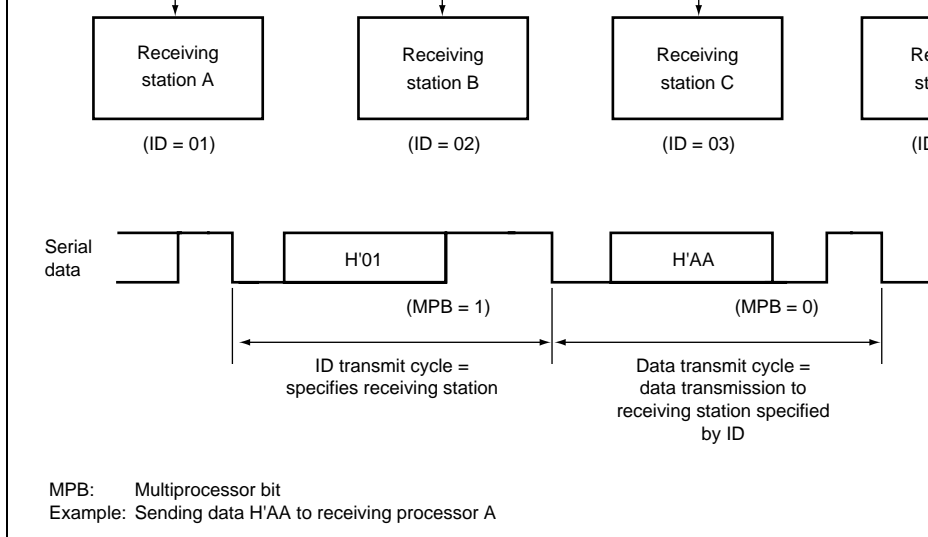 Receiving
station A
Receiving
station B
Receiving
station C
(ID = 01)
(ID = 02)
(ID = 03)
Serial
data
H'01
H'AA
(MPB = 1)
(MPB = 0)
ID transmit cycle =
specifies receiving station
Data transmit cycle =
data transmission to
receiving station specified
by ID
MPB: Multiprocessor bit
Example: Sending data H'AA to receiving processor A